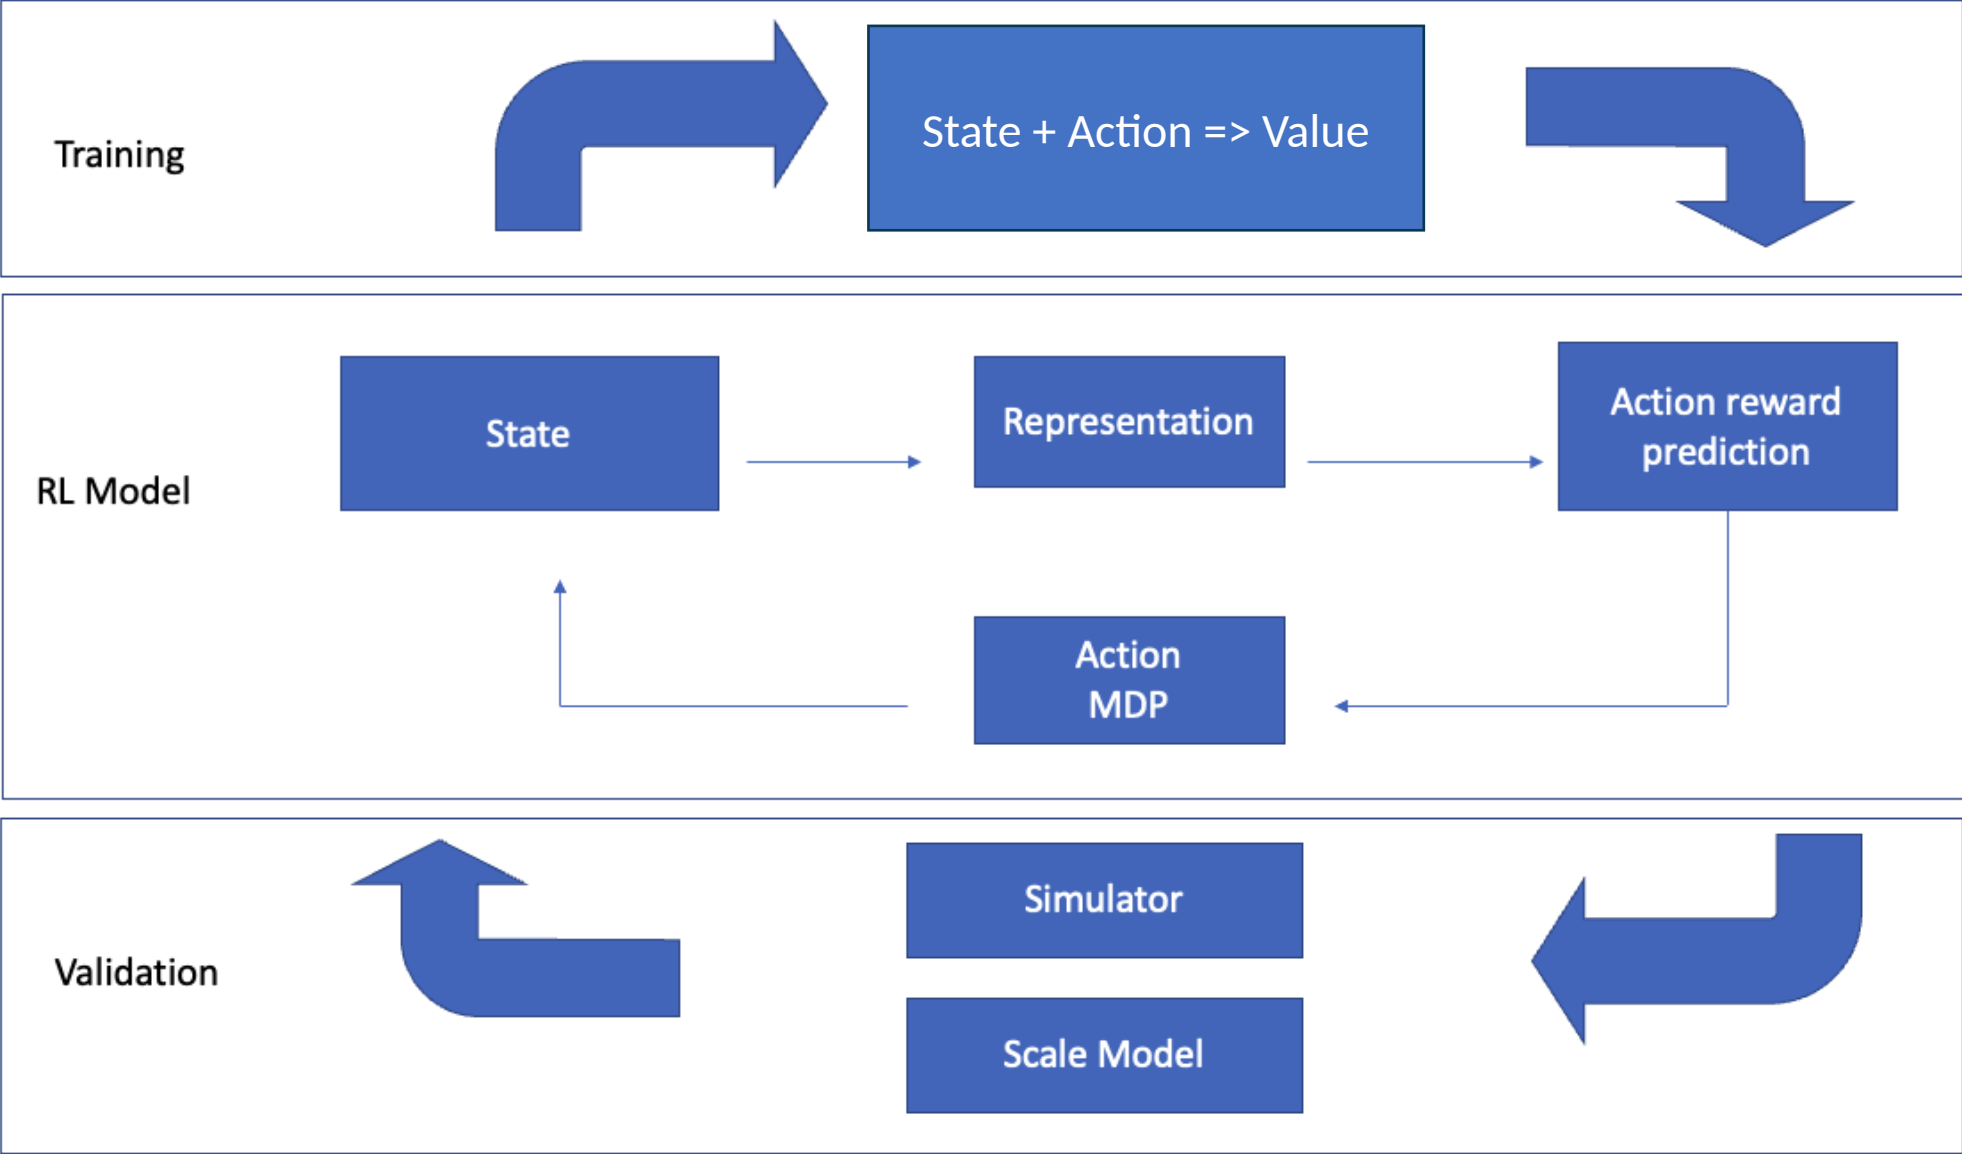 Training
State + Action => Value
RL Model
State
Representation
Action reward
prediction
Action
MDP
Validation
Simulator
Scale Model